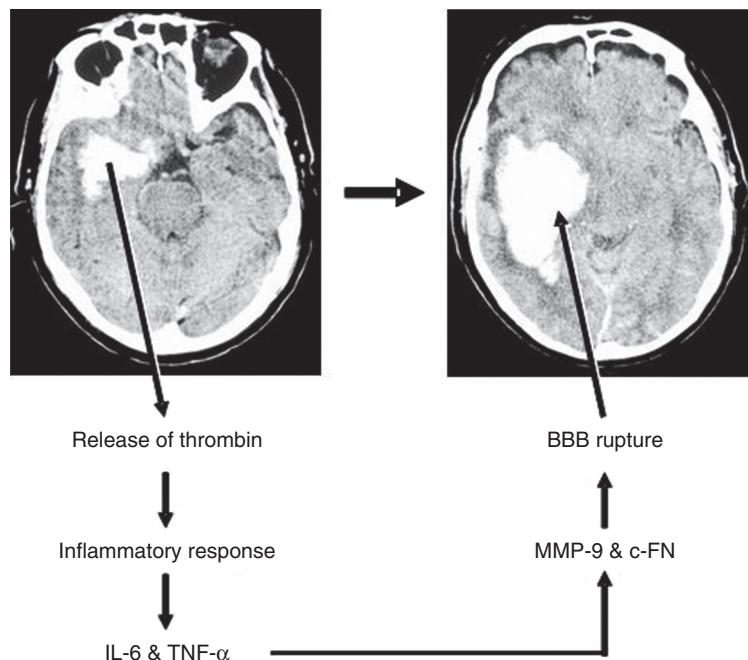 Release of thrombin
BBB rupture
Inflammatory response
MMP-9 & c-FN
IL-6 & TNF-α